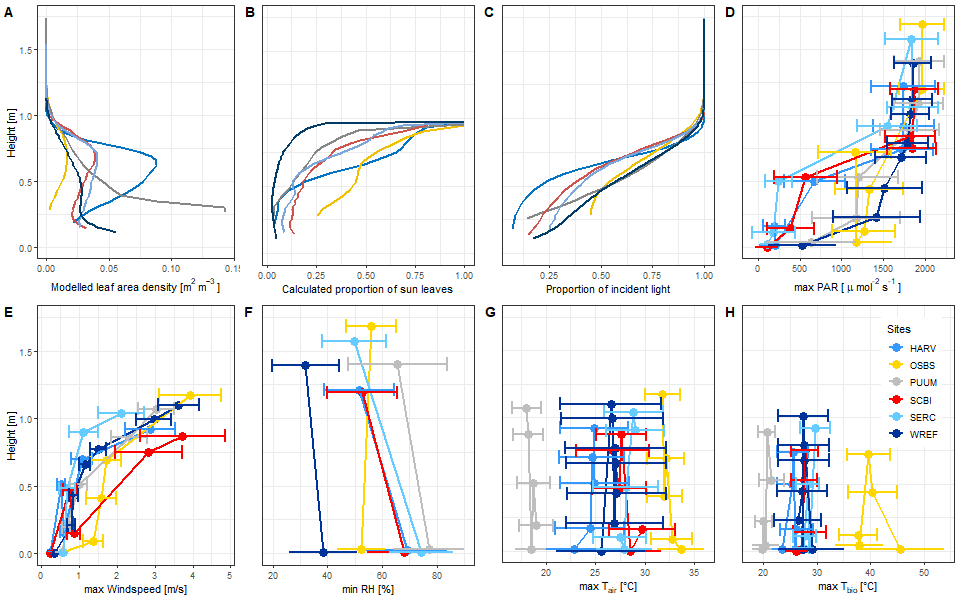 A B C D
Height [m]
1.5
1.0
0.5
0.0
0.00 0.05 0.10 0.15
Modelled leaf area density [m² m⁻³]
0.00 0.25 0.50 0.75 1.00
Calculated proportion of sun leaves
0.25 0.50 0.75 1.00
Proportion of incident light
0 500 1000 1500 2000
max PAR [ μ mol⁻² s⁻¹ ]
E F G H
Height [m]
1.5
1.0
0.5
0.0
0 1 2 3 4 5
max Windspeed [m/s]
40 60 80
min RH [%]
20 25 30 35
max Tair [°C]
20 30 40 50
max Tbio [°C]
Sites
HARV
OSBS
PUUM
SCBI
SERC
WREF